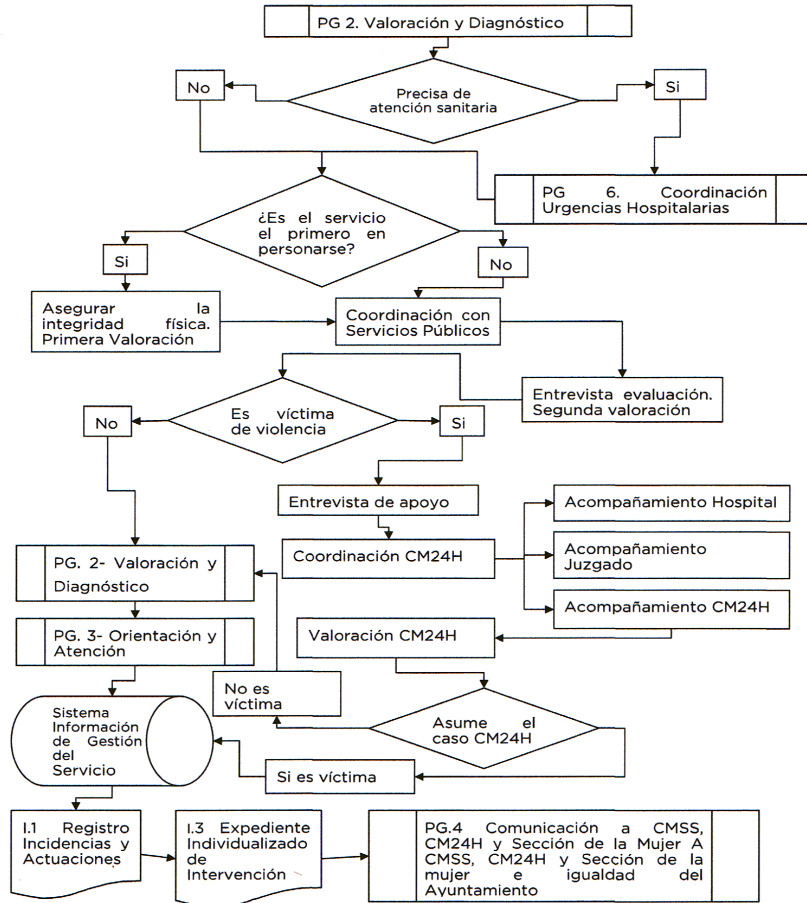 PG 2. Valoración y Diagnóstico
No
Precisa de
atención sanitaria
Si
PG 6. Coordinación
Urgencias Hospitalarias
¿Es el servicio
el primero en
personarse?
Si
No
Asegurar la
integridad física.
Primera Valoración
Coordinación con
Servicios Públicos
Entrevista evaluación.
Segunda valoración
No
Es víctima
de violencia
Si
Entrevista de apoyo
Acompañamiento Hospital
Coordinación CM24H
Acompañamiento
Juzgado
PG. 2- Valoración y
Diagnóstico
Acompañamiento CM24H
PG. 3- Orientación y
Atención
Valoración CM24H
No es
víctima
Asume el
caso CM24H
Sistema
Información
de Gestión
del
Servicio
Si es víctima
I.1 Registro
Incidencias y
Actuaciones
I.3 Expediente
Individualizado
de
Intervención
PG.4 Comunicación a CMSS,
CM24H y Sección de la Mujer A
CMSS, CM24H y Sección de la
mujer e igualdad del
Ayuntamiento